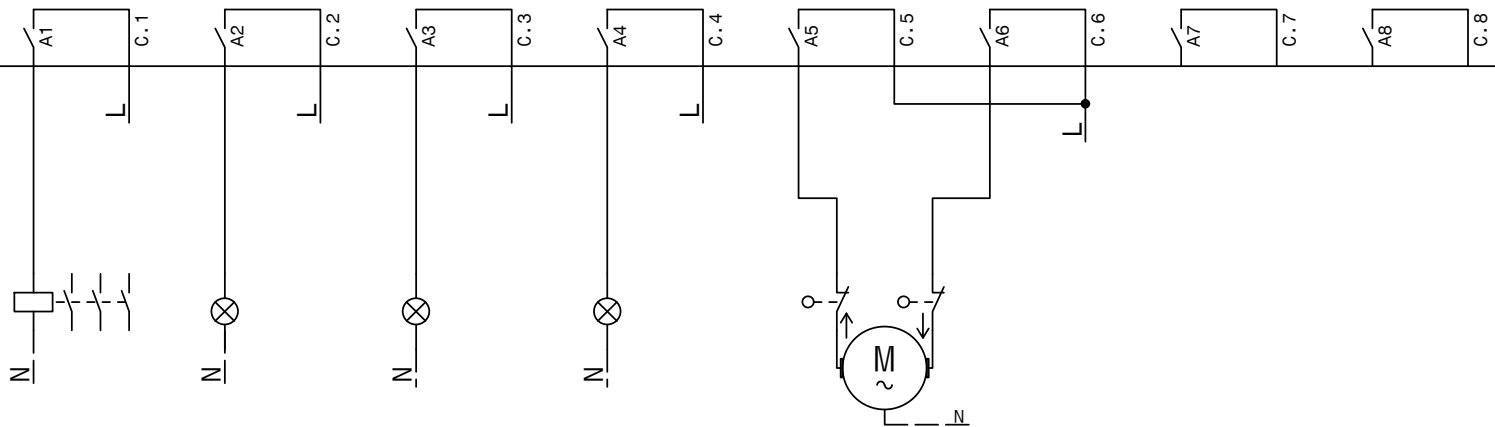 A1 C.1 A2 C.2 A3 C.3 A4 C.4 A5 C.5 A6 C.6 A7 C.7 A8 C.8
L L L L L
M
~
N N N N
N